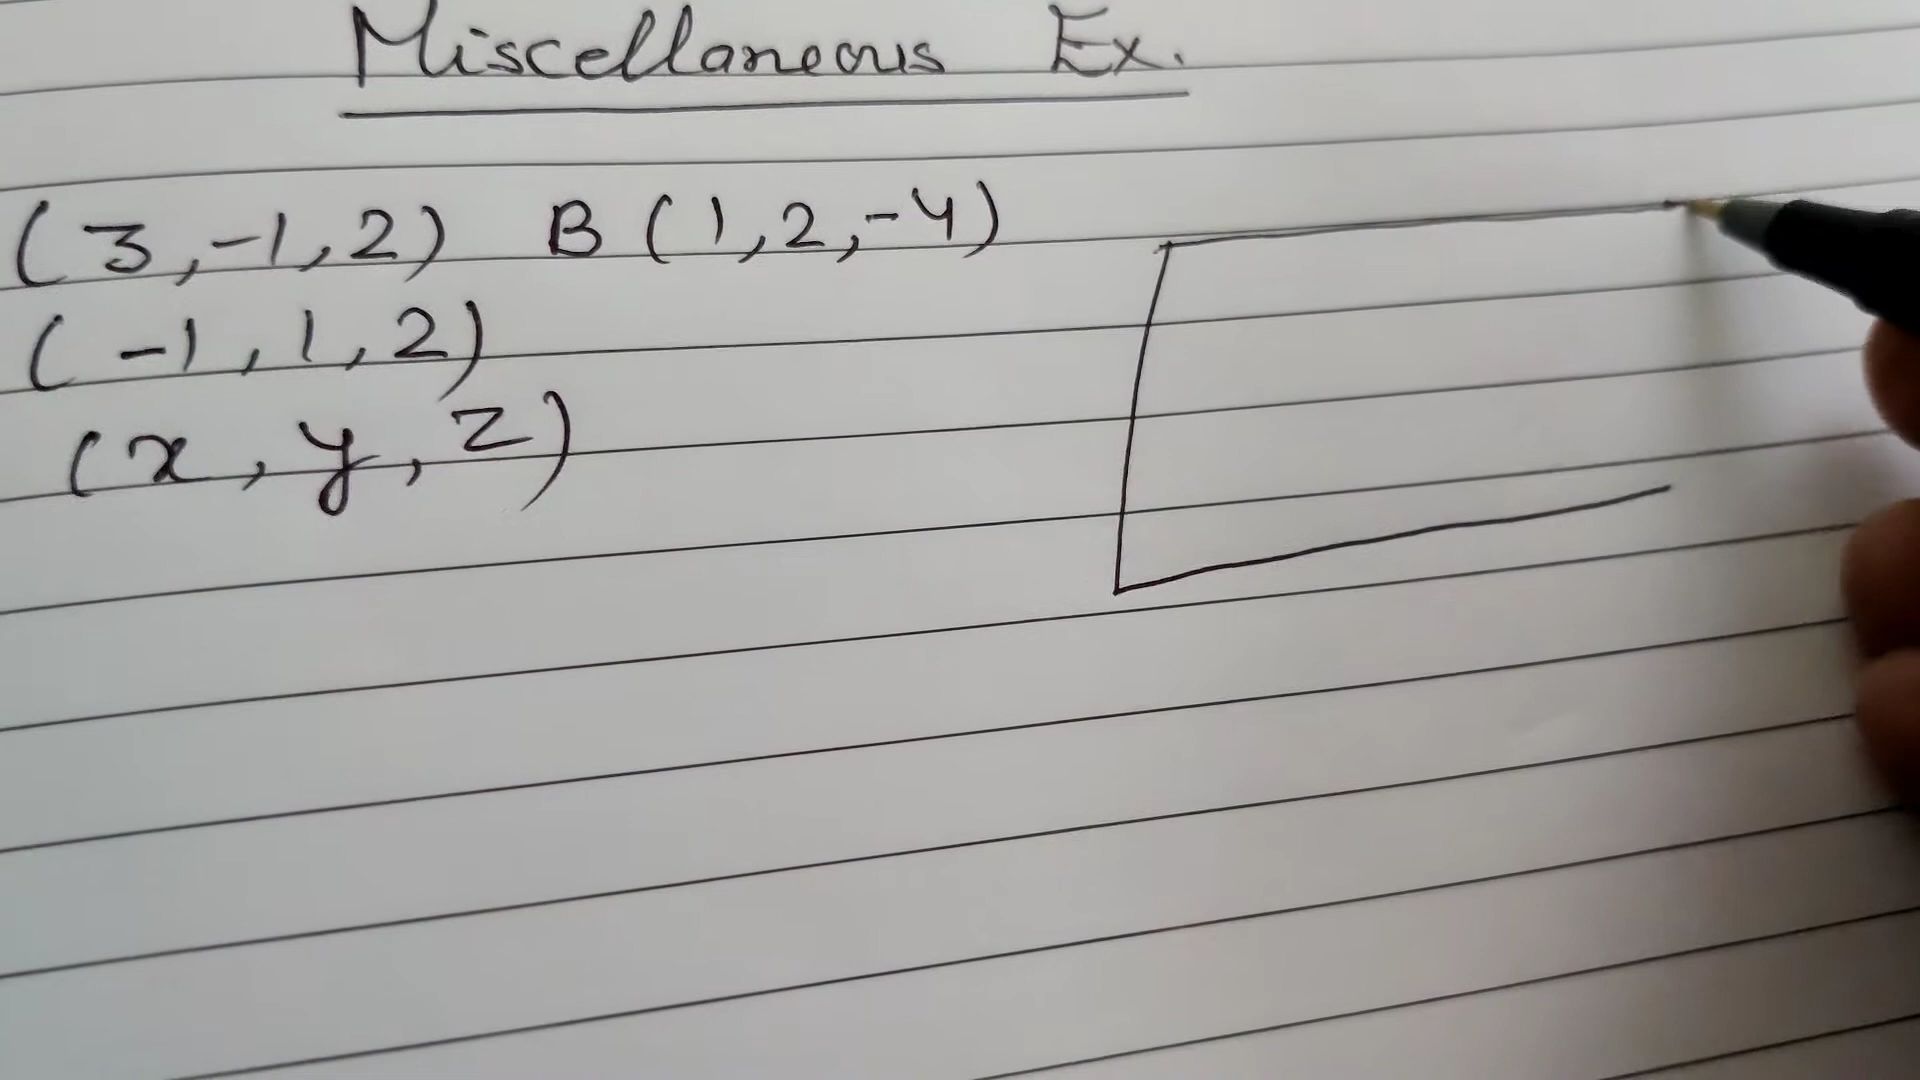 Miscellaneous Ex.
(3,-1,2) B (1,2,-4)
(-1,1,2)
(x,y,z)